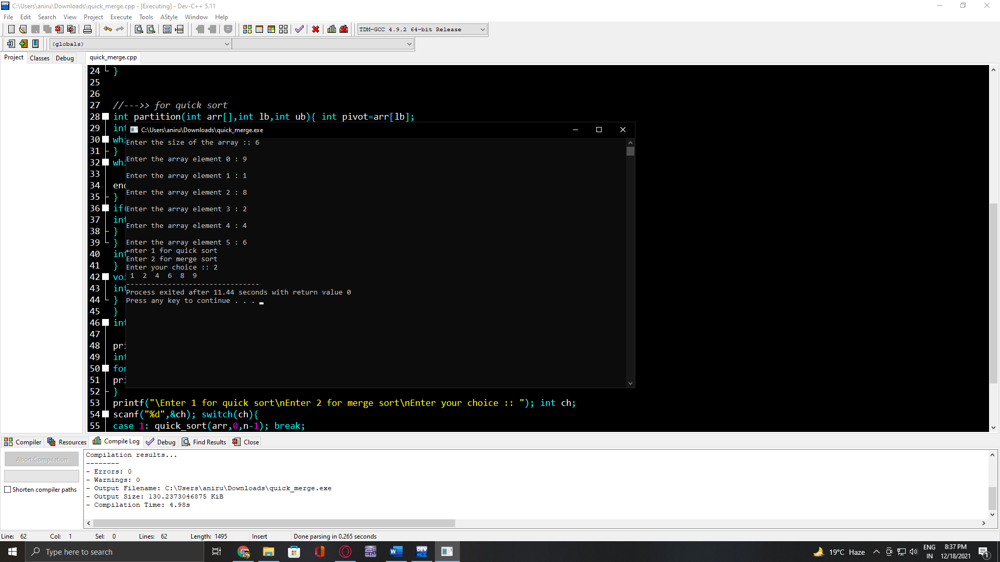 C:\Users\aniru\Downloads\quick_merge.cpp - [Executing] - Dev-C++ 5.11
File Edit Search View Project Execute Tools AStyle Window Help
TDM-GCC 4.9.2 64-bit Release
(globals)
Project Classes Debug
quick_merge.cpp
24 }
25
26
27 //--->> for quick sort
28 int partition(int arr[],int lb,int ub){ int pivot=arr[lb];
29 int
30 whi
31 }
32 whi
33
34 end
35 }
36 if(
37 int
38 }
39 }
40 int
41 }
42 voi
43 int
44 }
45 }
46 int
47
48 pri
49 int
50 for
51 pri
52 }
53 printf("\Enter 1 for quick sort\nEnter 2 for merge sort\nEnter your choice :: "); int ch;
54 scanf("%d",&ch); switch(ch){
55 case 1: quick_sort(arr,0,n-1); break;
C:\Users\aniru\Downloads\quick_merge.exe
Enter the size of the array :: 6
Enter the array element 0 : 9
Enter the array element 1 : 1
Enter the array element 2 : 8
Enter the array element 3 : 2
Enter the array element 4 : 4
Enter the array element 5 : 6
←nter 1 for quick sort
Enter 2 for merge sort
Enter your choice :: 2
1 2 4 6 8 9
--------------------------------
Process exited after 11.44 seconds with return value 0
Press any key to continue . . .
Compiler Resources Compile Log Debug Find Results Close
Abort Compilation
Shorten compiler paths
Compilation results...
--------
- Errors: 0
- Warnings: 0
- Output Filename: C:\Users\aniru\Downloads\quick_merge.exe
- Output Size: 130.2373046875 KiB
- Compilation Time: 4.98s
Line: 62 Col: 1 Sel: 0 Lines: 62 Length: 1495 Insert Done parsing in 0.265 seconds
Type here to search
19°C Haze
ENG
IN
8:37 PM
12/18/2021
1